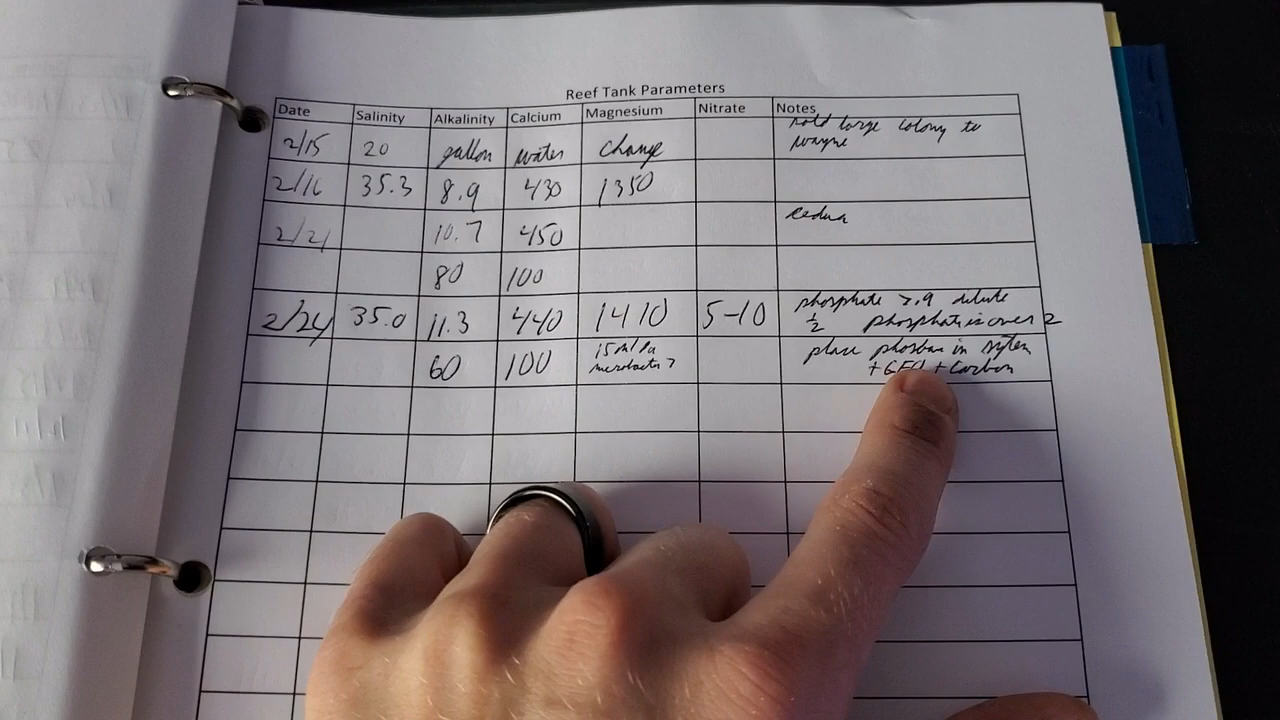 Reef Tank Parameters
Date Salinity Alkalinity Calcium Magnesium Nitrate Notes
sold large colony to
2/15 20 gallon water change wayne
2/16 35.3 8.9 430 1350
2/21 10.7 450
80 100
phosphate >.9 dilute
2/24 35.0 11.3 440 1410 5-10 1/2 phosphate is over 2
60 100 15 ml place in system
+ GFO + Carbon